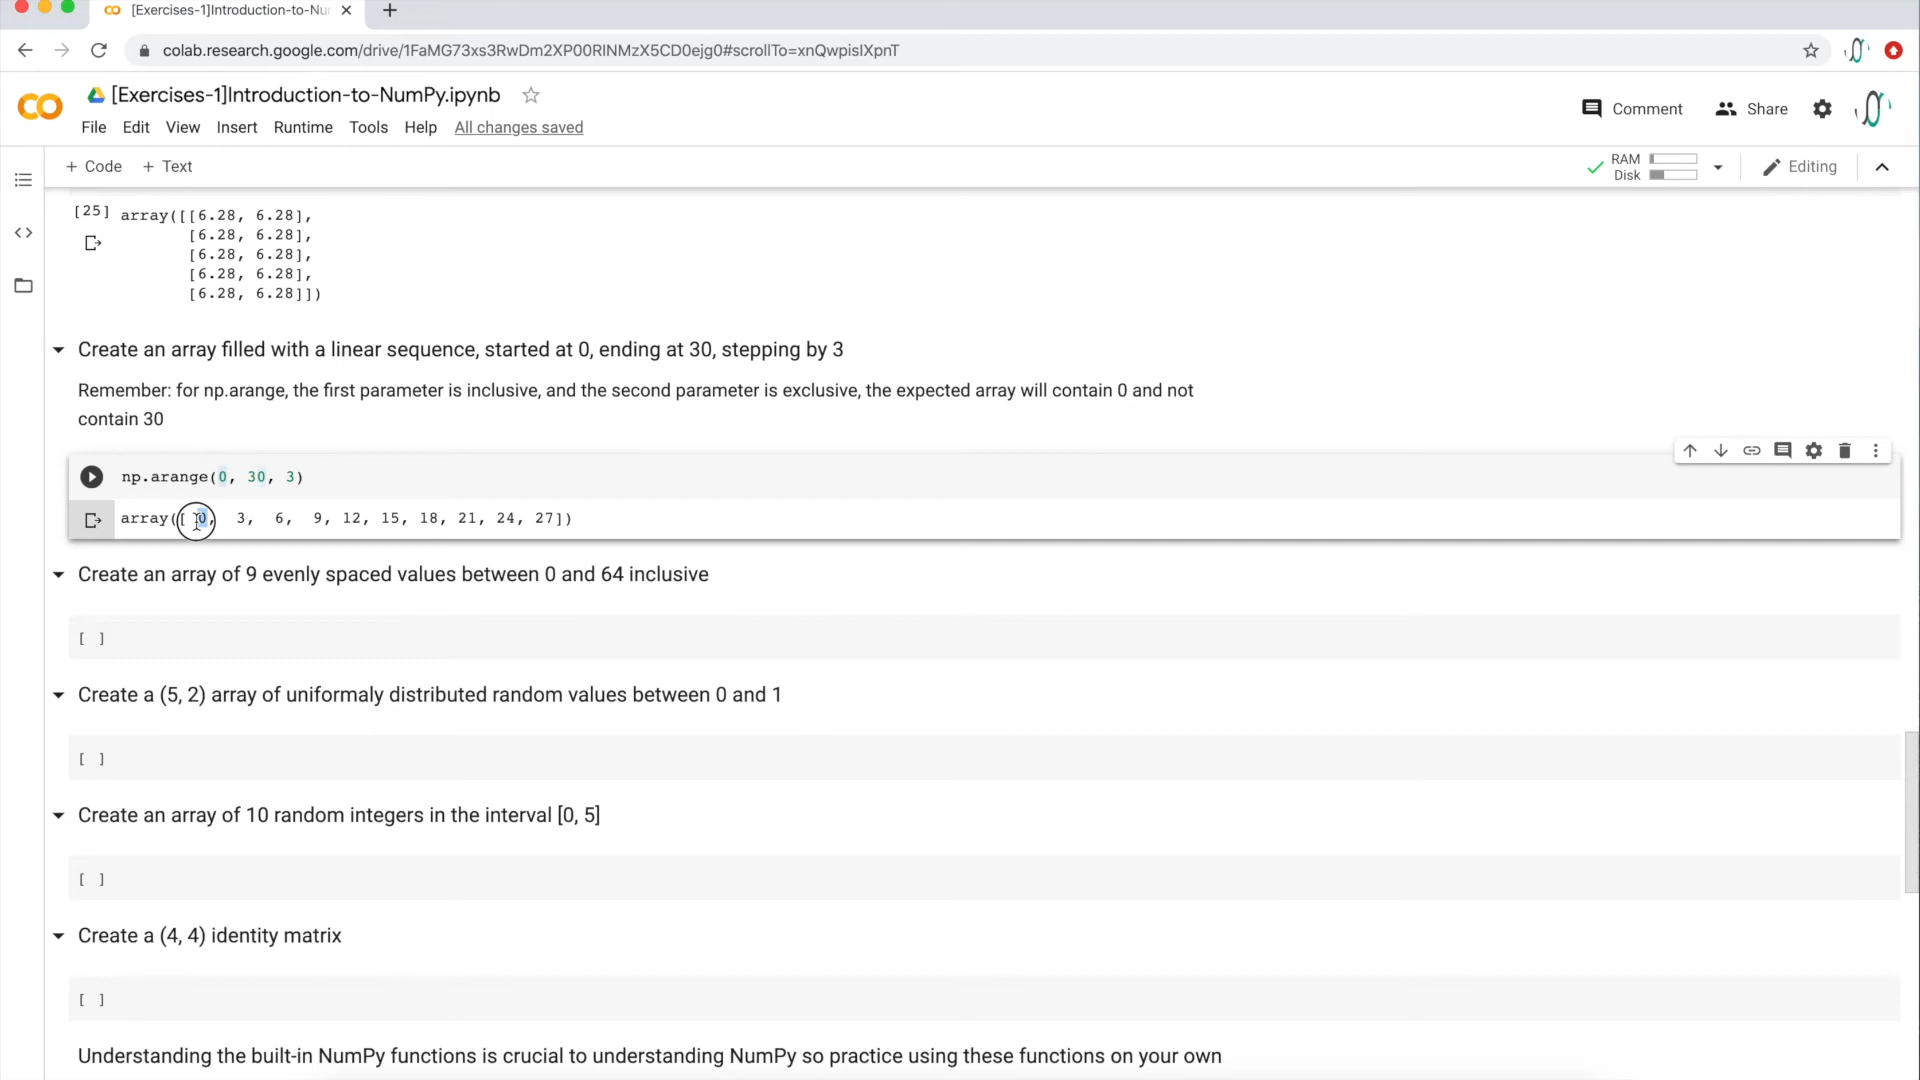 [Exercises-1]Introduction-to-Nu
colab.research.google.com/drive/1FaMG73xs3RwDm2XP00RlNMzX5CD0ejg0#scrollTo=xnQwpisIXpnT
[Exercises-1]Introduction-to-NumPy.ipynb
Comment Share
File Edit View Insert Runtime Tools Help All changes saved
+ Code + Text
RAM
Disk
Editing
[25] array([[6.28, 6.28],
[6.28, 6.28],
[6.28, 6.28],
[6.28, 6.28],
[6.28, 6.28]])
Create an array filled with a linear sequence, started at 0, ending at 30, stepping by 3
Remember: for np.arange, the first parameter is inclusive, and the second parameter is exclusive, the expected array will contain 0 and not
contain 30
np.arange(0, 30, 3)
array([ 0, 3, 6, 9, 12, 15, 18, 21, 24, 27])
Create an array of 9 evenly spaced values between 0 and 64 inclusive
[ ]
Create a (5, 2) array of uniformaly distributed random values between 0 and 1
[ ]
Create an array of 10 random integers in the interval [0, 5]
[ ]
Create a (4, 4) identity matrix
[ ]
Understanding the built-in NumPy functions is crucial to understanding NumPy so practice using these functions on your own